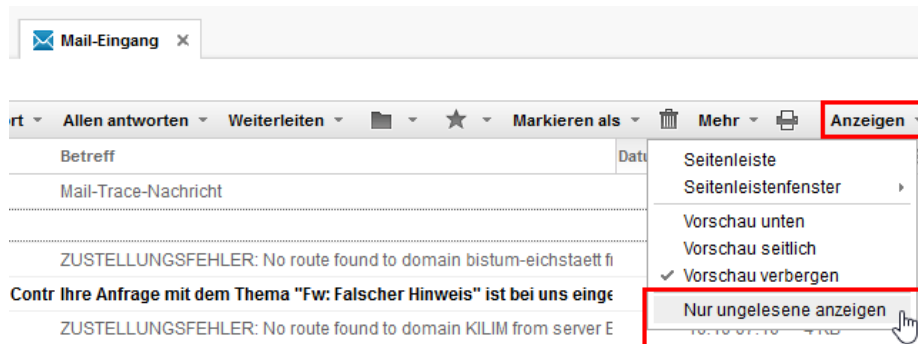 Mail-Eingang
Allen antworten Weiterleiten Markieren als Mehr Anzeigen
Betreff
Mail-Trace-Nachricht
ZUSTELLUNGSFEHLER: No route found to domain bistum-eichstaett
Contr Ihre Anfrage mit dem Thema "Fw: Falscher Hinweis" ist bei uns
ZUSTELLUNGSFEHLER: No route found to domain KILIM from server
Seitenleiste
Seitenleistenfenster
Vorschau unten
Vorschau seitlich
Vorschau verbergen
Nur ungelesene anzeigen